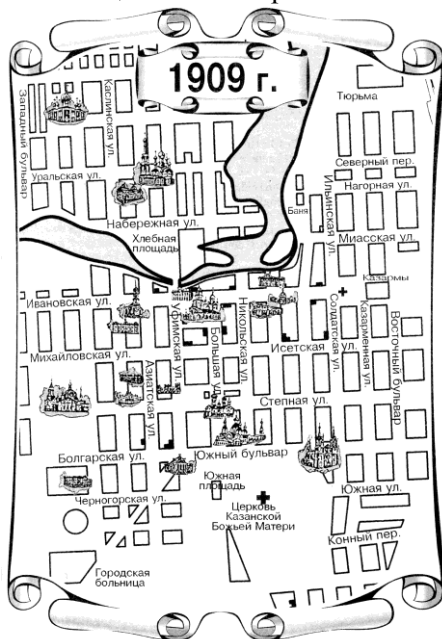 1909 г.
Западный бульвар
Каслинская ул.
Тюрьма
Северный пер.
Нагорная ул.
Уральская ул.
Ильинская ул.
Баня
Набережная ул.
Хлебная
площадь
Миасская ул.
Казармы
Ивановская ул.
Уфимская ул.
Большая ул.
Никольская ул.
Солдатская ул.
Казарменная ул.
Восточный бульвар
Исетская ул.
Михайловская ул.
Азиатская ул.
Степная ул.
Болгарская ул.
Южный бульвар
Южная
площадь
Южная ул.
Черногорская ул.
Церковь
Казанской
Божьей Матери
Конный пер.
Городская
больница